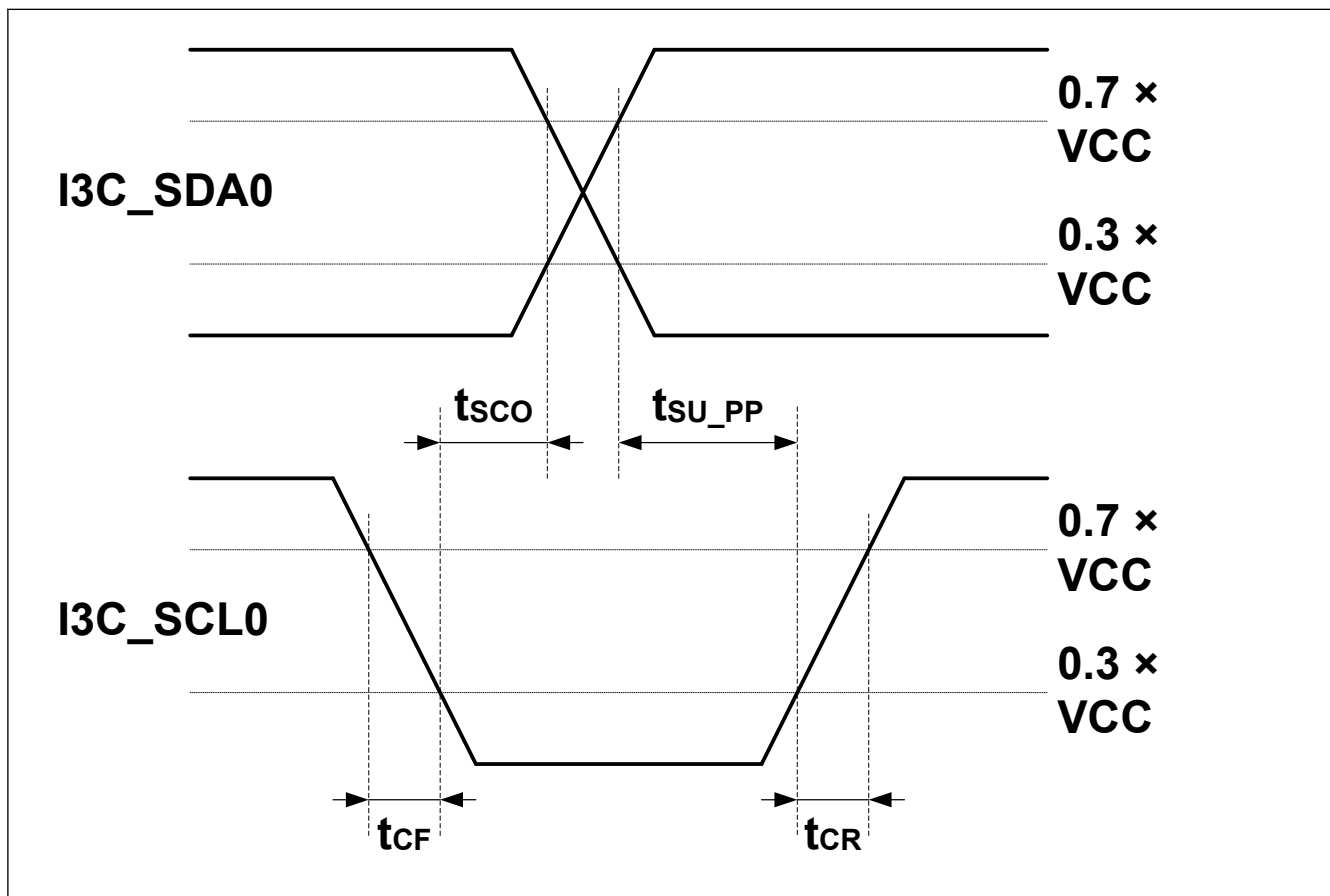 0.7 ×
VCC
I3C_SDA0
0.3 ×
VCC
tSCO
tSU_PP
0.7 ×
VCC
I3C_SCL0
0.3 ×
VCC
tCF
tCR